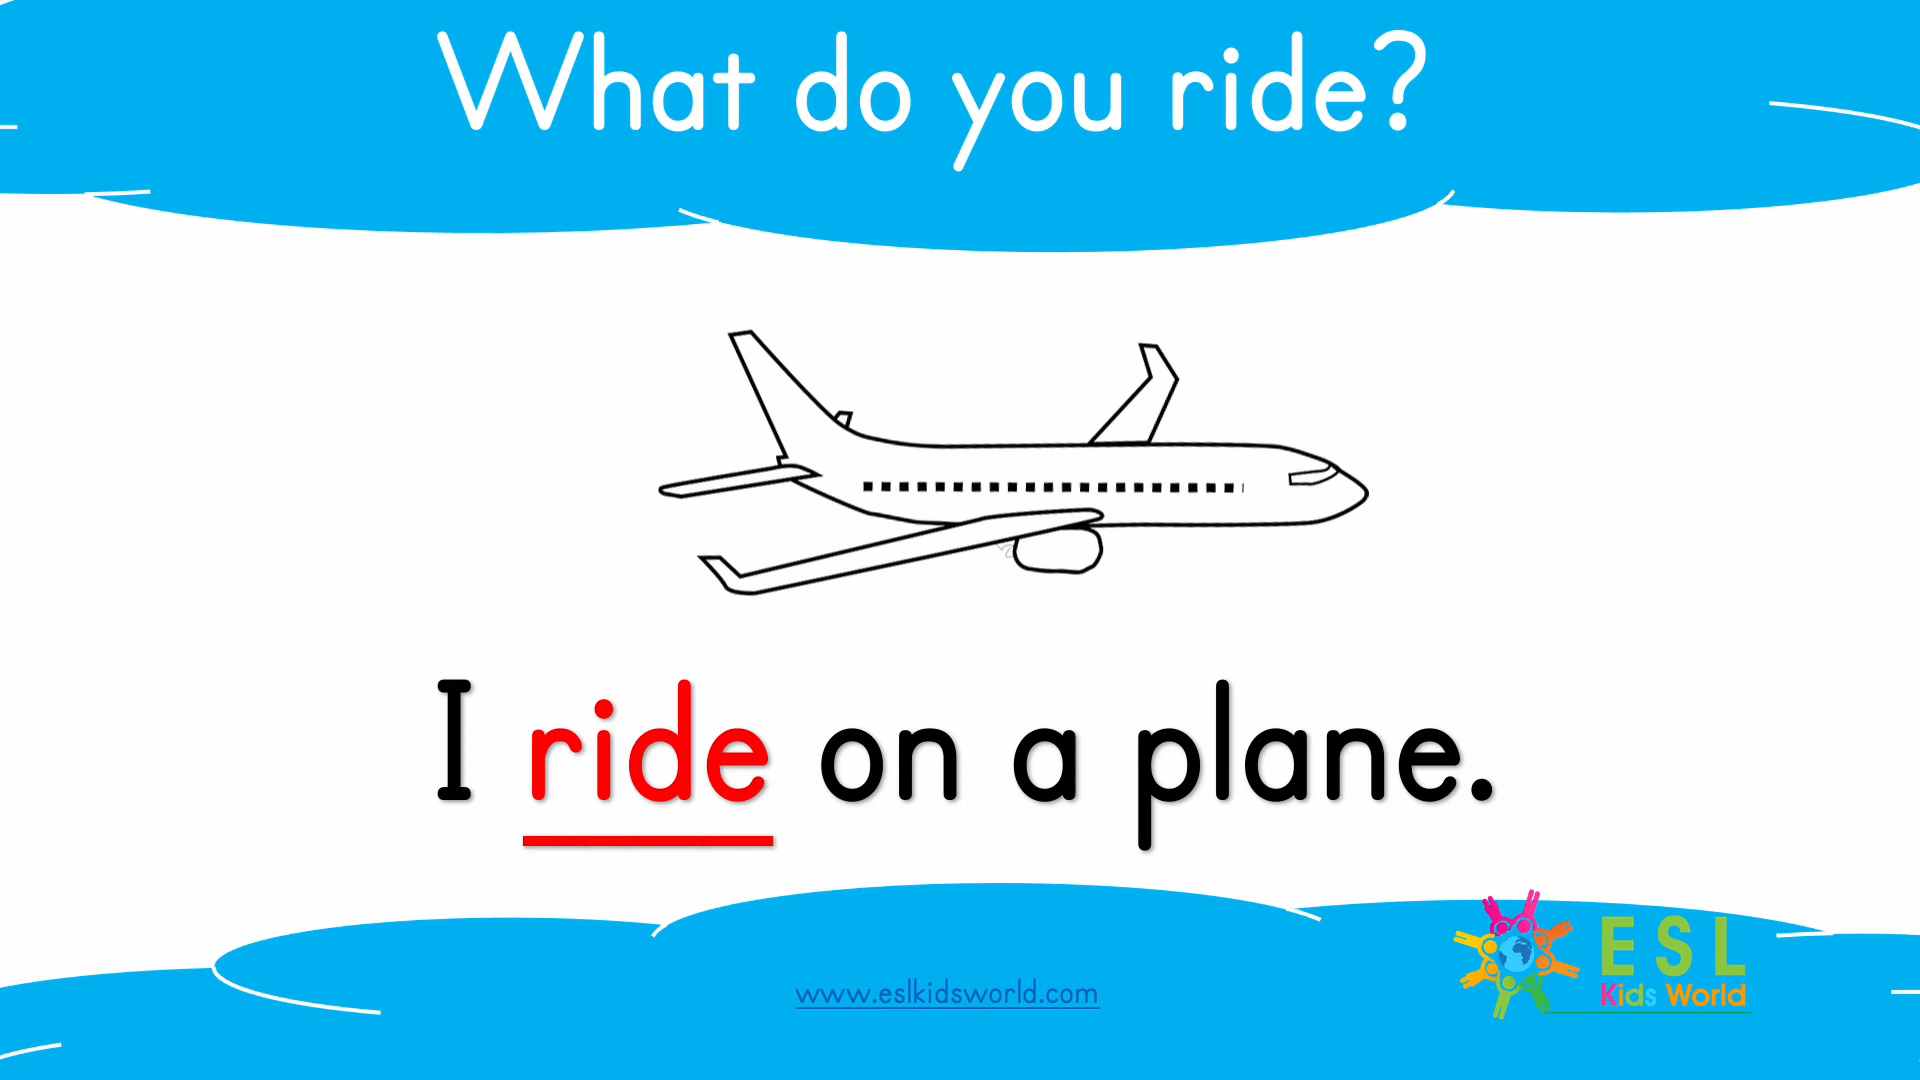 What do you ride?
I ride on a plane.
www.eslkidsworld.com
ESL
Kids World